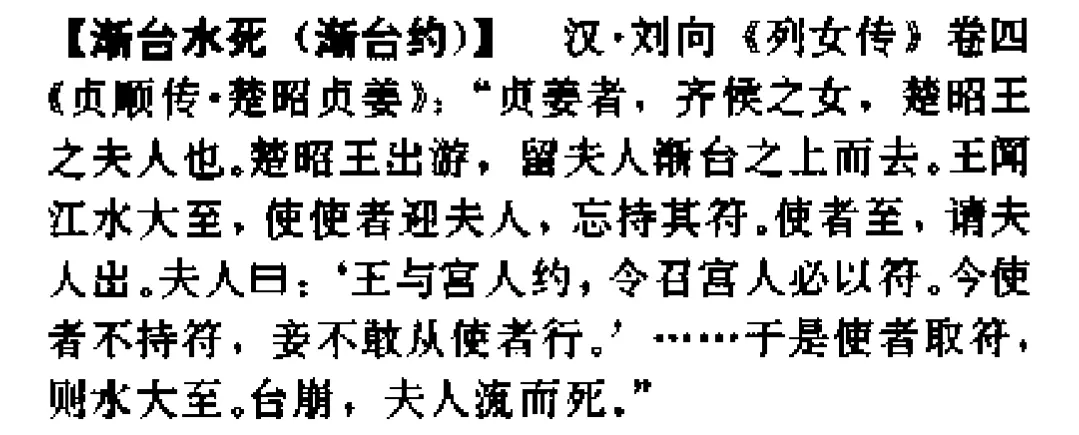 【渐台水死（渐台约）】 汉·刘向《列女传》卷四
《贞顺传·楚昭贞姜》：“贞姜者，齐侯之女，楚昭王
之夫人也。楚昭王出游，留夫人渐台之上而去。王闻
江水大至，使使者迎夫人，忘持其符。使者至，请夫
人出。夫人曰：‘王与宫人约，令召宫人必以符。今使
者不持符，妾不敢从使者行。’……于是使者取符，
则水大至。台崩，夫人流而死。”